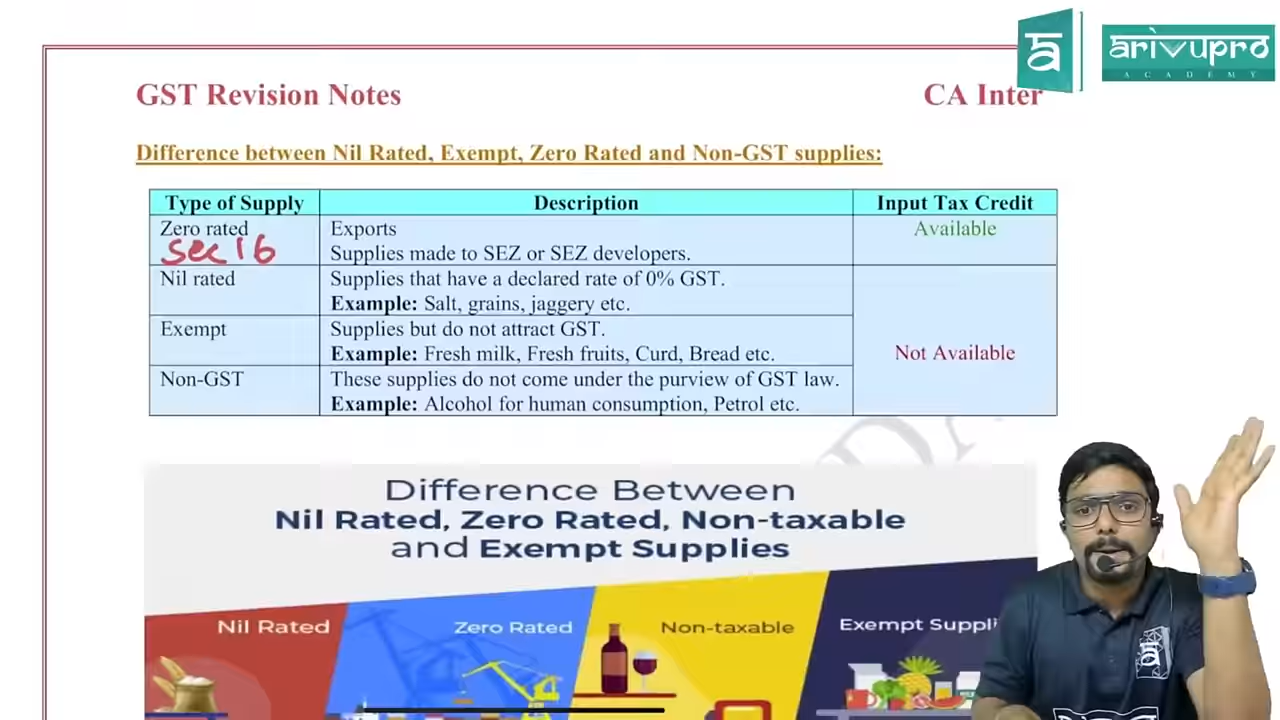 arivupro
ACADEMY
GST Revision Notes
CA Inter
Difference between Nil Rated, Exempt, Zero Rated and Non-GST supplies:
Type of Supply Description Input Tax Credit
Zero rated Exports Available
sec 16 Supplies made to SEZ or SEZ developers.
Nil rated Supplies that have a declared rate of 0% GST.
Example: Salt, grains, jaggery etc.
Exempt Supplies but do not attract GST.
Example: Fresh milk, Fresh fruits, Curd, Bread etc. Not Available
Non-GST These supplies do not come under the purview of GST law.
Example: Alcohol for human consumption, Petrol etc.
Difference Between
Nil Rated, Zero Rated, Non-taxable
and Exempt Supplies
Nil Rated Zero Rated Non-taxable Exempt